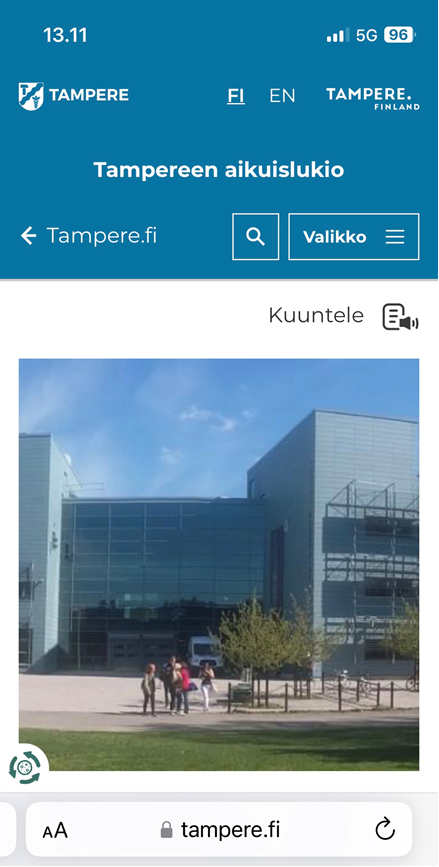 13.11 5G 96
TAMPERE FI EN TAMPERE.
FINLAND
Tampereen aikuislukio
Tampere.fi Valikko
Kuuntele
AA tampere.fi